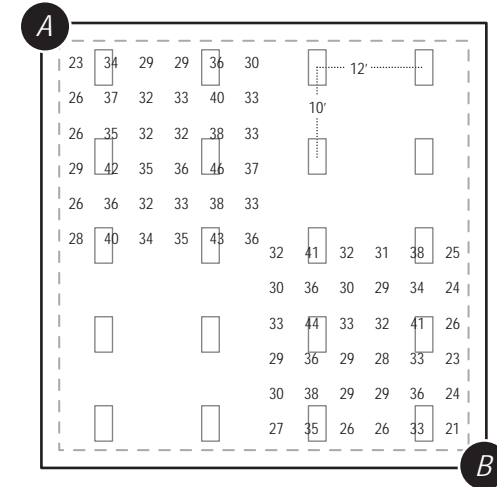 A
23 34 29 29 36 30
12′
26 37 32 33 40 33
10′
26 35 32 32 38 33
29 42 35 36 46 37
26 36 32 33 38 33
28 40 34 35 43 36
32 41 32 31 38 25
30 36 30 29 34 24
33 44 33 32 41 26
29 36 29 28 33 23
30 38 29 29 36 24
27 35 26 26 33 21
B